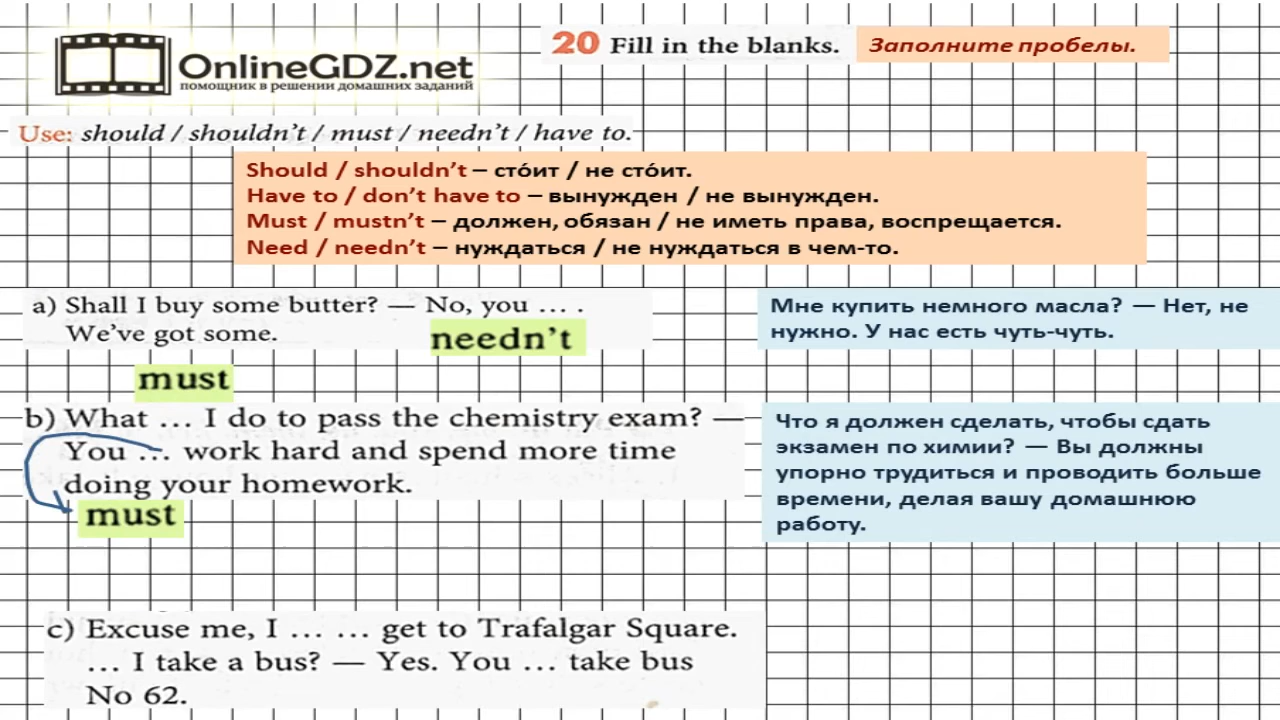 OnlineGDZ.net
помощник в решении домашних заданий
20 Fill in the blanks.
Заполните пробелы.
Use: should / shouldn't / must / needn't / have to.
Should / shouldn't – сто́ит / не сто́ит.
Have to / don't have to – вынужден / не вынужден.
Must / mustn't – должен, обязан / не иметь права, воспрещается.
Need / needn't – нуждаться / не нуждаться в чем-то.
a) Shall I buy some butter? — No, you ... .
We've got some.
needn't
Мне купить немного масла? — Нет, не
нужно. У нас есть чуть-чуть.
must
b) What ... I do to pass the chemistry exam? —
You ... work hard and spend more time
doing your homework.
must
Что я должен сделать, чтобы сдать
экзамен по химии? — Вы должны
упорно трудиться и проводить больше
времени, делая вашу домашнюю
работу.
c) Excuse me, I ... ... get to Trafalgar Square.
... I take a bus? — Yes. You ... take bus
No 62.